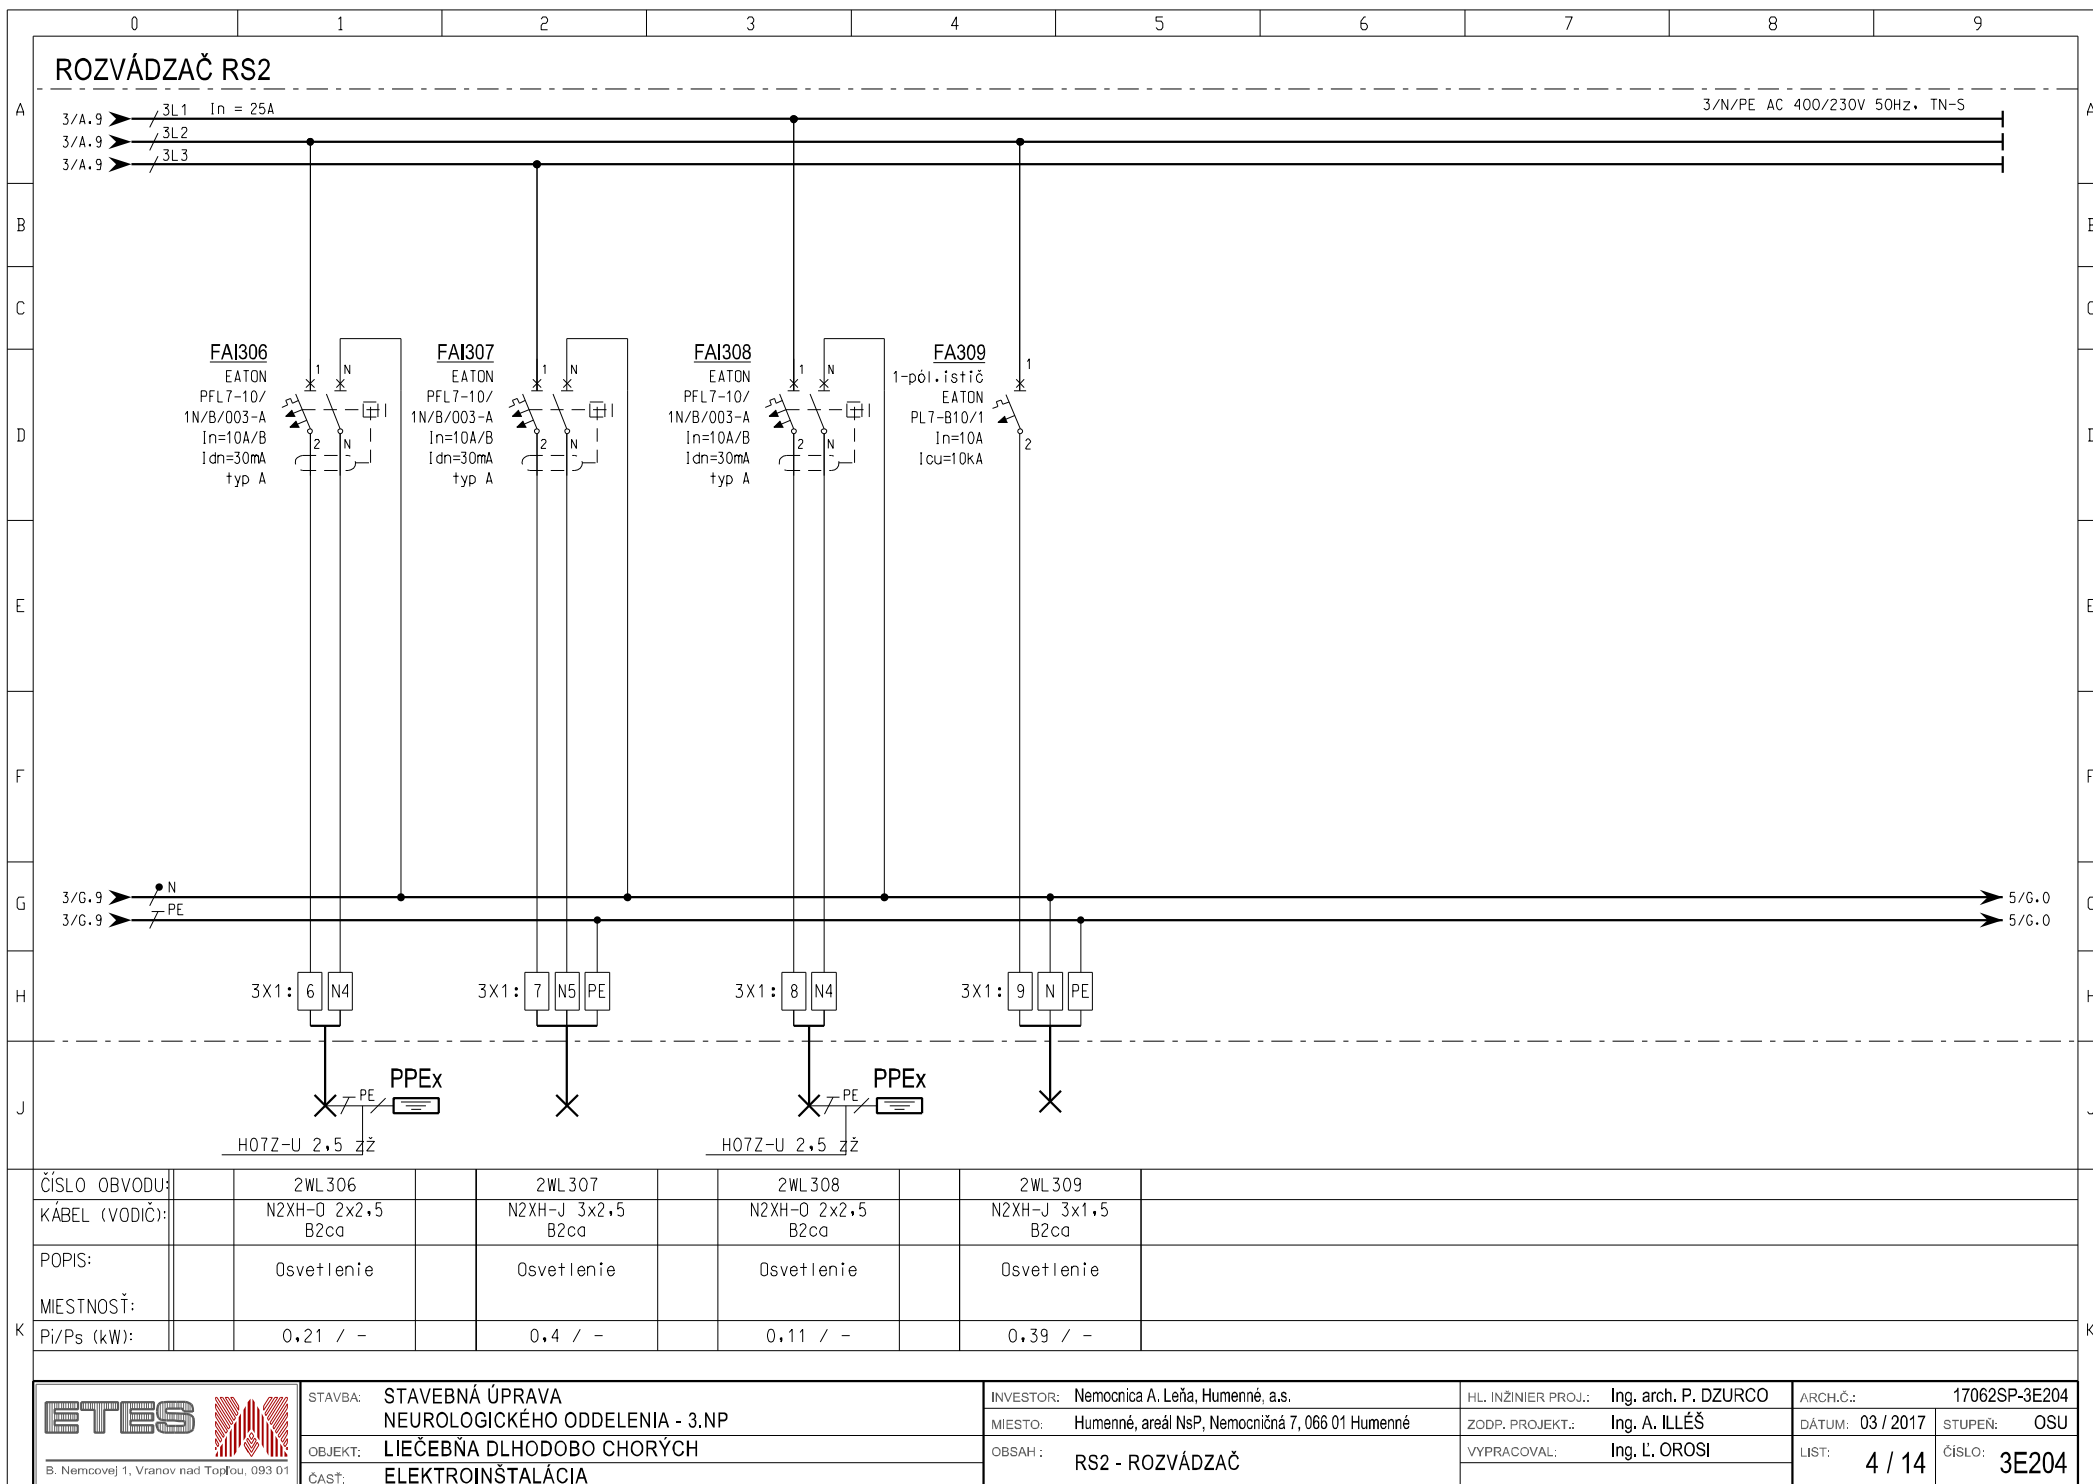 0 1 2 3 4 5 6 7 8 9
ROZVÁDZAČ RS2
A
3/A.9 3L1 In = 25A 3/N/PE AC 400/230V 50Hz, TN-S
3/A.9 3L2
3/A.9 3L3
B
C
D
E
F
FAI306
EATON
PFL7-10/
1N/B/003-A
In=10A/B
Idn=30mA
typ A
1 N
2 N
FAI307
EATON
PFL7-10/
1N/B/003-A
In=10A/B
Idn=30mA
typ A
1 N
2 N
FAI308
EATON
PFL7-10/
1N/B/003-A
In=10A/B
Idn=30mA
typ A
1 N
2 N
FA309
1-pól.istič
EATON
PL7-B10/1
In=10A
Icu=10kA
1
2
G
3/G.9 N 5/G.0
3/G.9 PE 5/G.0
H
3X1: 6 N4 3X1: 7 N5 PE 3X1: 8 N4 3X1: 9 N PE
J
PPEx PPEx
PE PE
H07Z-U 2,5 zž H07Z-U 2,5 zž
ČÍSLO OBVODU: 2WL306 2WL307 2WL308 2WL309
KÁBEL (VODIČ): N2XH-O 2x2,5 N2XH-J 3x2,5 N2XH-O 2x2,5 N2XH-J 3x1,5
B2ca B2ca B2ca B2ca
POPIS: Osvetlenie Osvetlenie Osvetlenie Osvetlenie
MIESTNOSŤ:
K
Pi/Ps (kW): 0,21 / - 0,4 / - 0,11 / - 0,39 / -
ETES
B. Nemcovej 1, Vranov nad Topľou, 093 01
STAVBA: STAVEBNÁ ÚPRAVA
NEUROLOGICKÉHO ODDELENIA - 3.NP
OBJEKT: LIEČEBŇA DLHODOBO CHORÝCH
ČASŤ: ELEKTROINŠTALÁCIA
INVESTOR: Nemocnica A. Leňa, Humenné, a.s.
MIESTO: Humenné, areál NsP, Nemocničná 7, 066 01 Humenné
OBSAH : RS2 - ROZVÁDZAČ
HL. INŽINIER PROJ.: Ing. arch. P. DZURCO
ZODP. PROJEKT.: Ing. A. ILLÉŠ
VYPRACOVAL: Ing. Ľ. OROSI
ARCH.Č.: 17062SP-3E204
DÁTUM: 03 / 2017 STUPEŇ: OSU
LIST: 4 / 14 ČÍSLO: 3E204